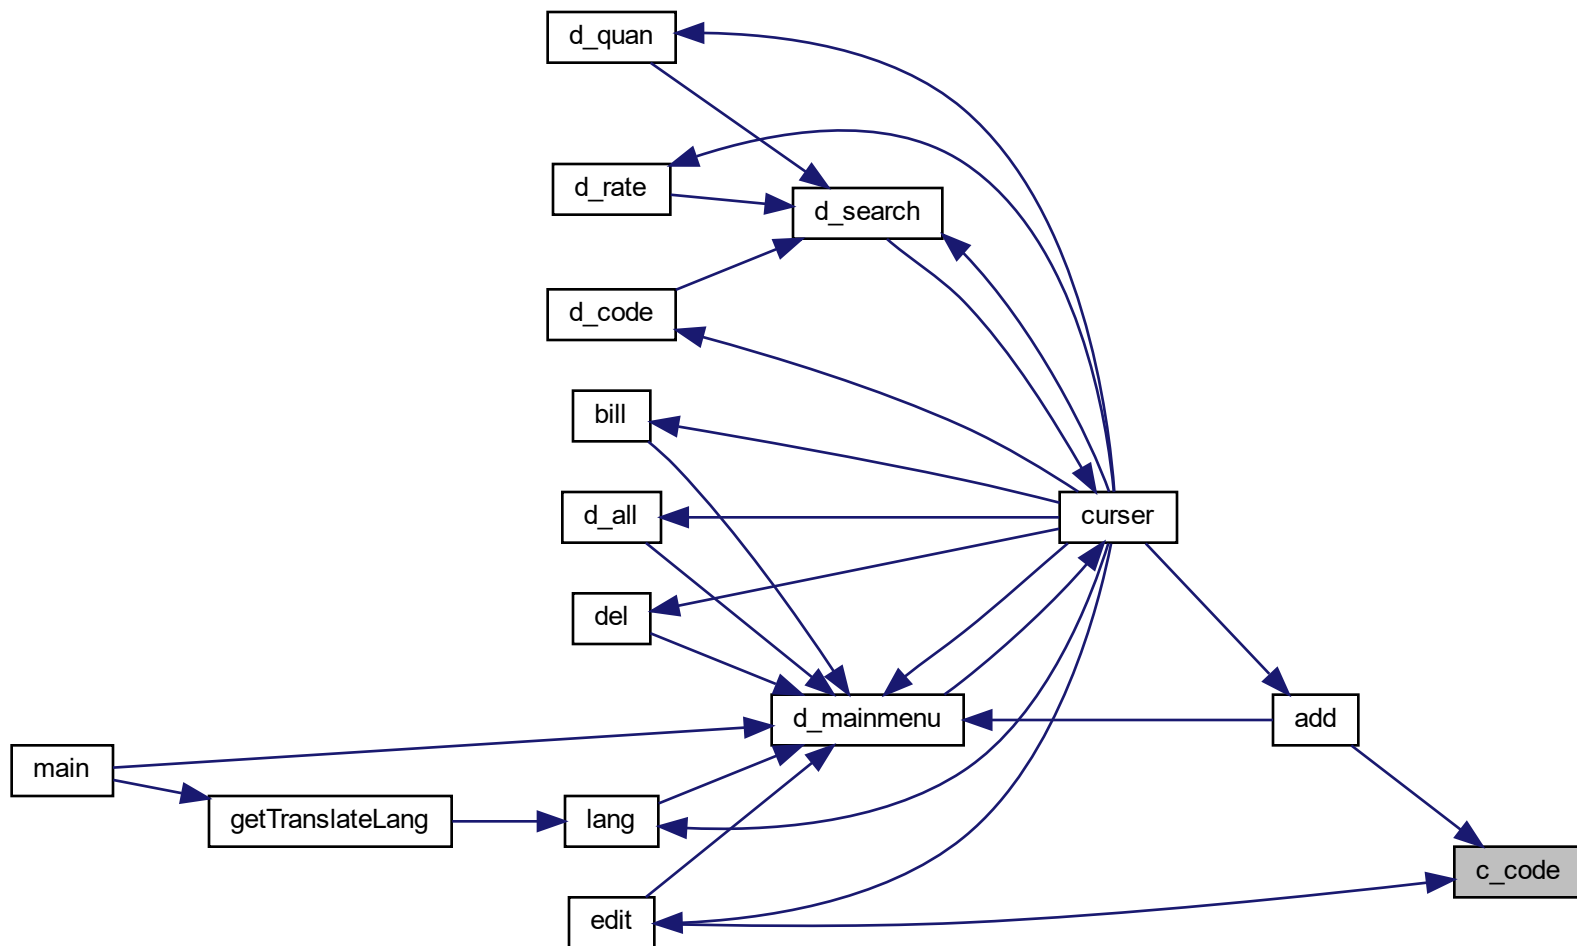 d_quan
d_rate
d_search
d_code
bill
d_all
curser
del
d_mainmenu
add
main
getTranslateLang
lang
c_code
edit